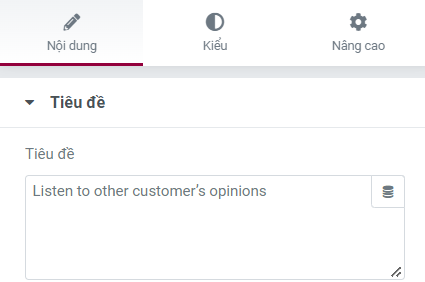 Nội dung
Kiểu
Nâng cao
Tiêu đề
Tiêu đề
Listen to other customer's opinions